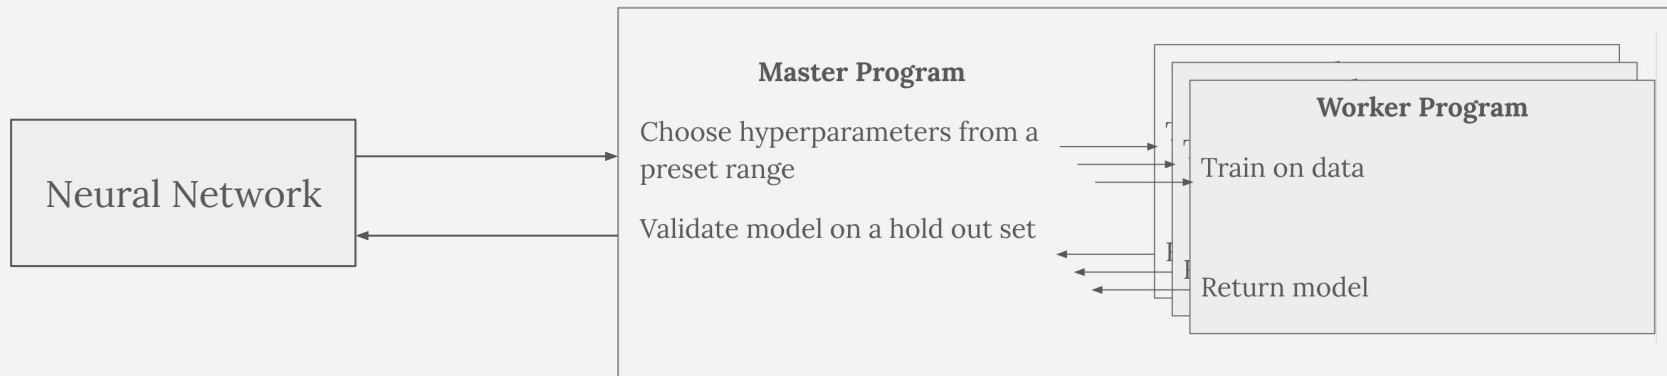 Neural Network
Master Program
Choose hyperparameters from a
preset range
Validate model on a hold out set
Worker Program
Train on data
Return model